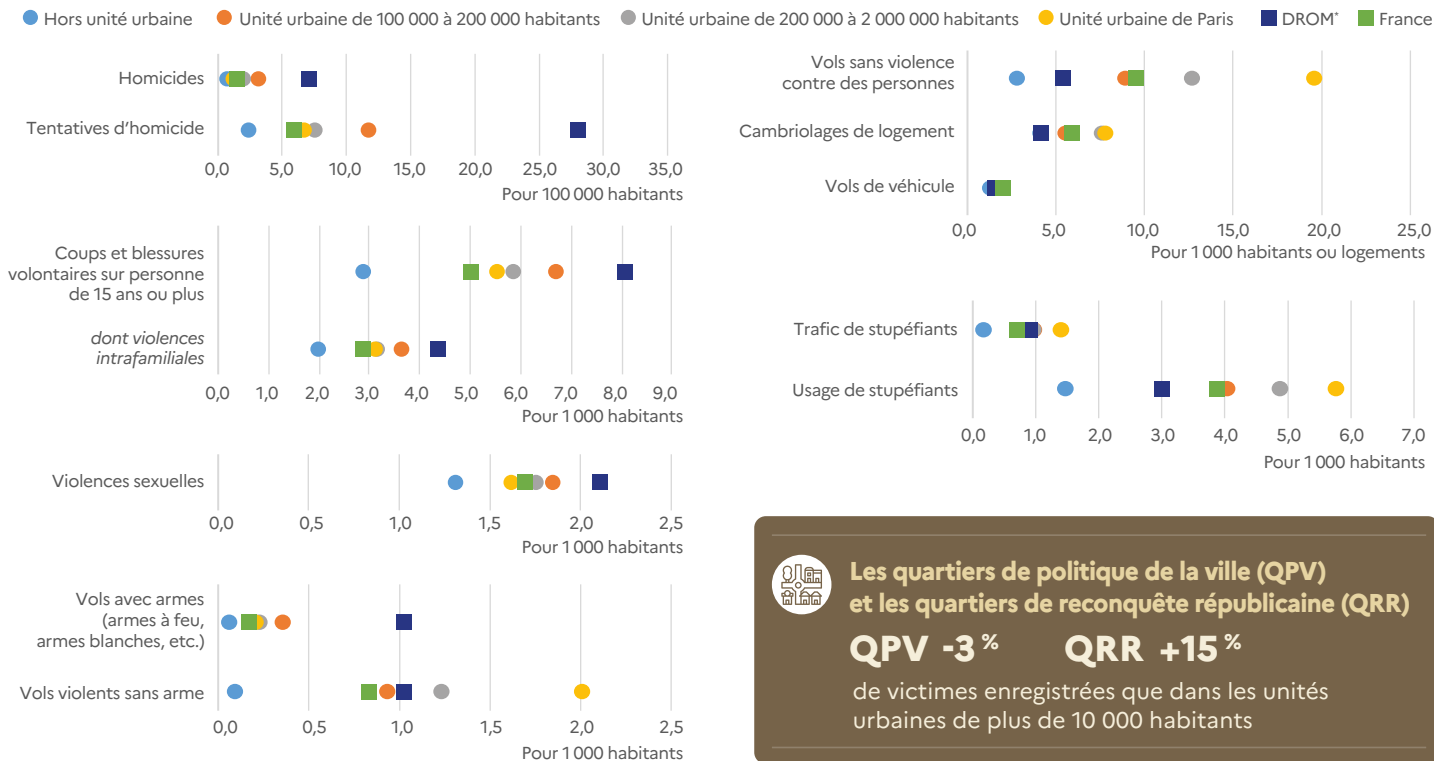 Hors unité urbaine Unité urbaine de 100 000 à 200 000 habitants Unité urbaine de 200 000 à 2 000 000 habitants Unité urbaine de Paris DROM* France
Homicides
Tentatives d'homicide
0,0 5,0 10,0 15,0 20,0 25,0 30,0 35,0
Pour 100 000 habitants
Coups et blessures
volontaires sur personne
de 15 ans ou plus
dont violences
intrafamiliales
0,0 1,0 2,0 3,0 4,0 5,0 6,0 7,0 8,0 9,0
Pour 1 000 habitants
Violences sexuelles
0,0 0,5 1,0 1,5 2,0 2,5
Pour 1 000 habitants
Vols avec armes
(armes à feu,
armes blanches, etc.)
Vols violents sans arme
0,0 0,5 1,0 1,5 2,0 2,5
Pour 1 000 habitants
Vols sans violence
contre des personnes
Cambriolages de logement
Vols de véhicule
0,0 5,0 10,0 15,0 20,0 25,0
Pour 1 000 habitants ou logements
Trafic de stupéfiants
Usage de stupéfiants
0,0 1,0 2,0 3,0 4,0 5,0 6,0 7,0
Pour 1 000 habitants
Les quartiers de politique de la ville (QPV)
et les quartiers de reconquête républicaine (QRR)
QPV -3 % QRR +15 %
de victimes enregistrées que dans les unités
urbaines de plus de 10 000 habitants